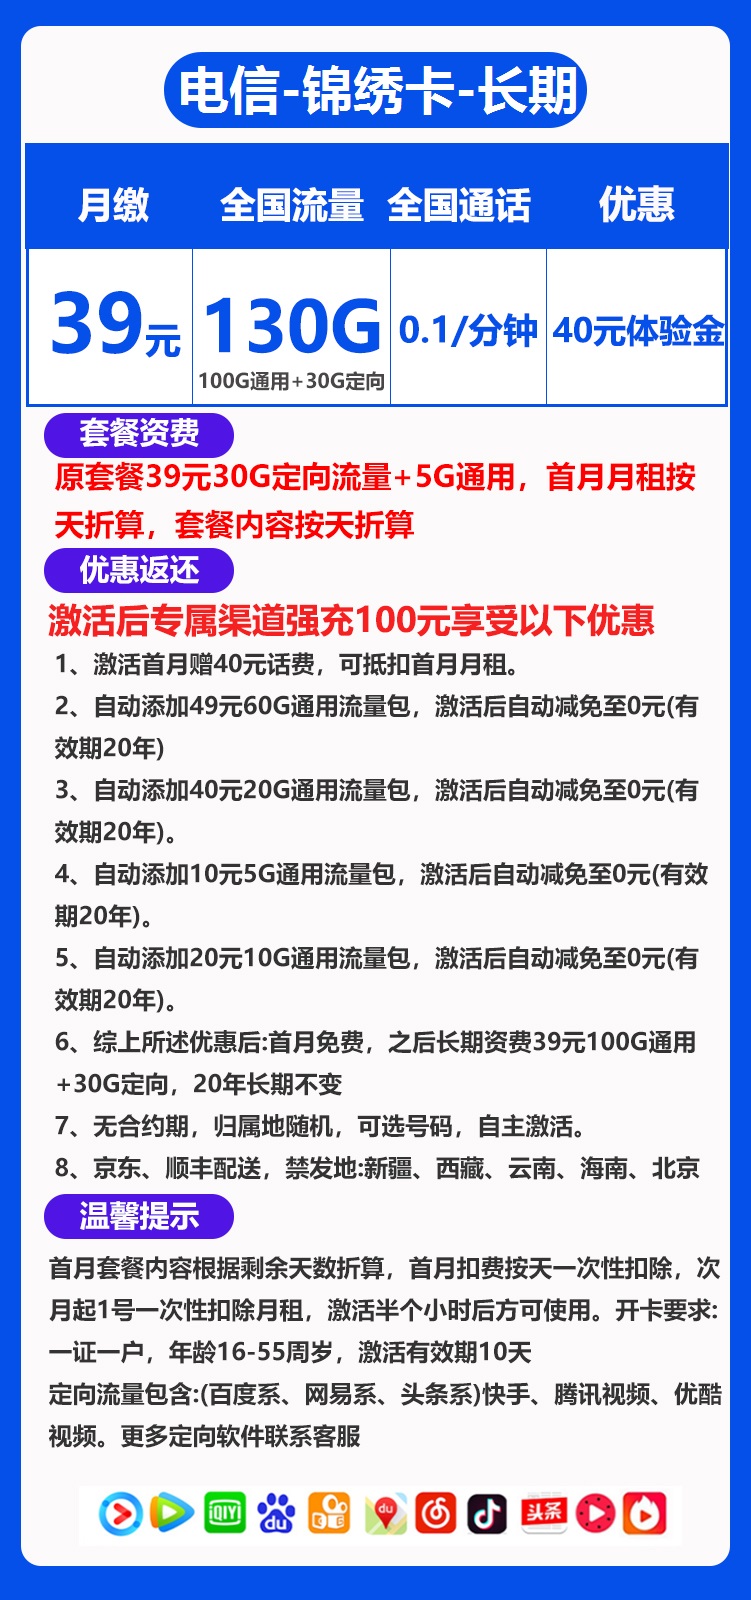 电信-锦绣卡-长期
月缴 全国流量 全国通话 优惠
39元 130G 0.1/分钟 40元体验金
100G通用+30G定向
套餐资费
原套餐39元30G定向流量+5G通用，首月月租按
天折算，套餐内容按天折算
优惠返还
激活后专属渠道强充100元享受以下优惠
1、激活首月赠40元话费，可抵扣首月月租。
2、自动添加49元60G通用流量包，激活后自动减免至0元(有
效期20年)
3、自动添加40元20G通用流量包，激活后自动减免至0元(有
效期20年)。
4、自动添加10元5G通用流量包，激活后自动减免至0元(有效
期20年)。
5、自动添加20元10G通用流量包，激活后自动减免至0元(有
效期20年)。
6、综上所述优惠后:首月免费，之后长期资费39元100G通用
+30G定向，20年长期不变
7、无合约期，归属地随机，可选号码，自主激活。
8、京东、顺丰配送，禁发地:新疆、西藏、云南、海南、北京
温馨提示
首月套餐内容根据剩余天数折算，首月扣费按天一次性扣除，次
月起1号一次性扣除月租，激活半个小时后方可使用。开卡要求:
一证一户，年龄16-55周岁，激活有效期10天
定向流量包含:(百度系、网易系、头条系)快手、腾讯视频、优酷
视频。更多定向软件联系客服
QIYI du du 头条